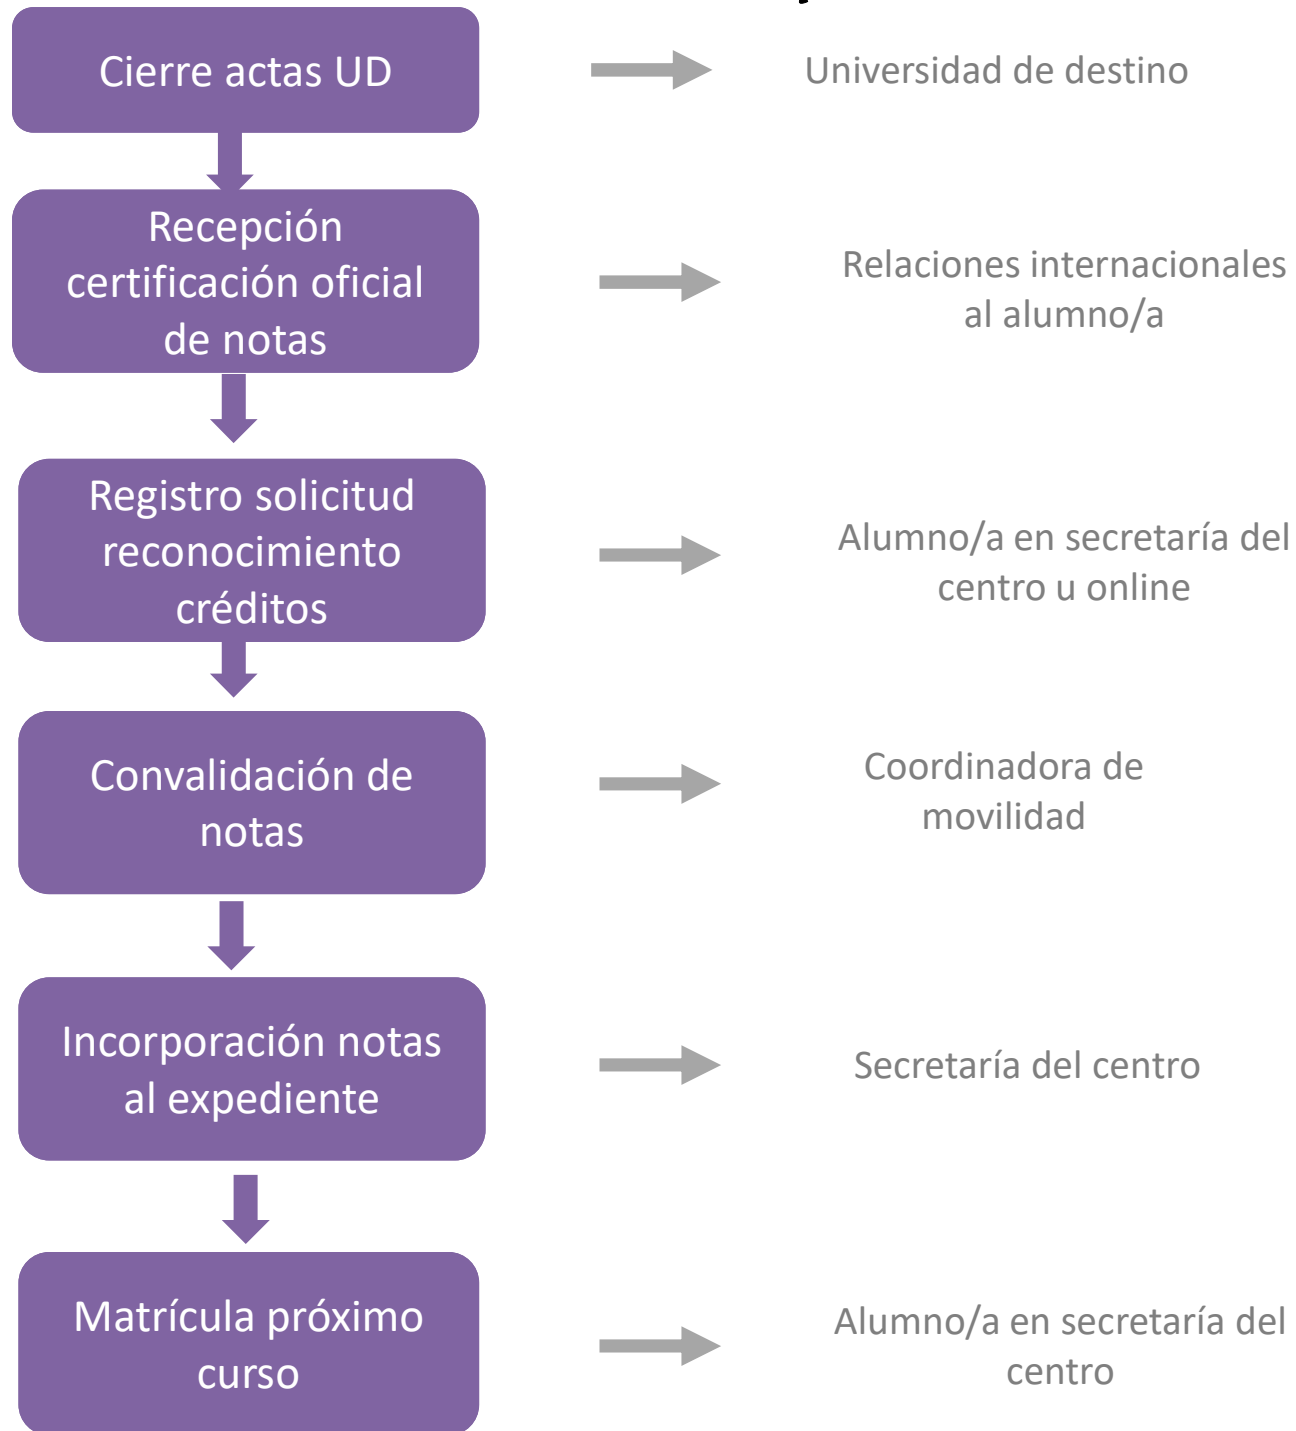 Cierre actas UD
Universidad de destino
Recepción
certificación oficial
de notas
Relaciones internacionales
al alumno/a
Registro solicitud
reconocimiento
créditos
Alumno/a en secretaría del
centro u online
Convalidación de
notas
Coordinadora de
movilidad
Incorporación notas
al expediente
Secretaría del centro
Matrícula próximo
curso
Alumno/a en secretaría del
centro